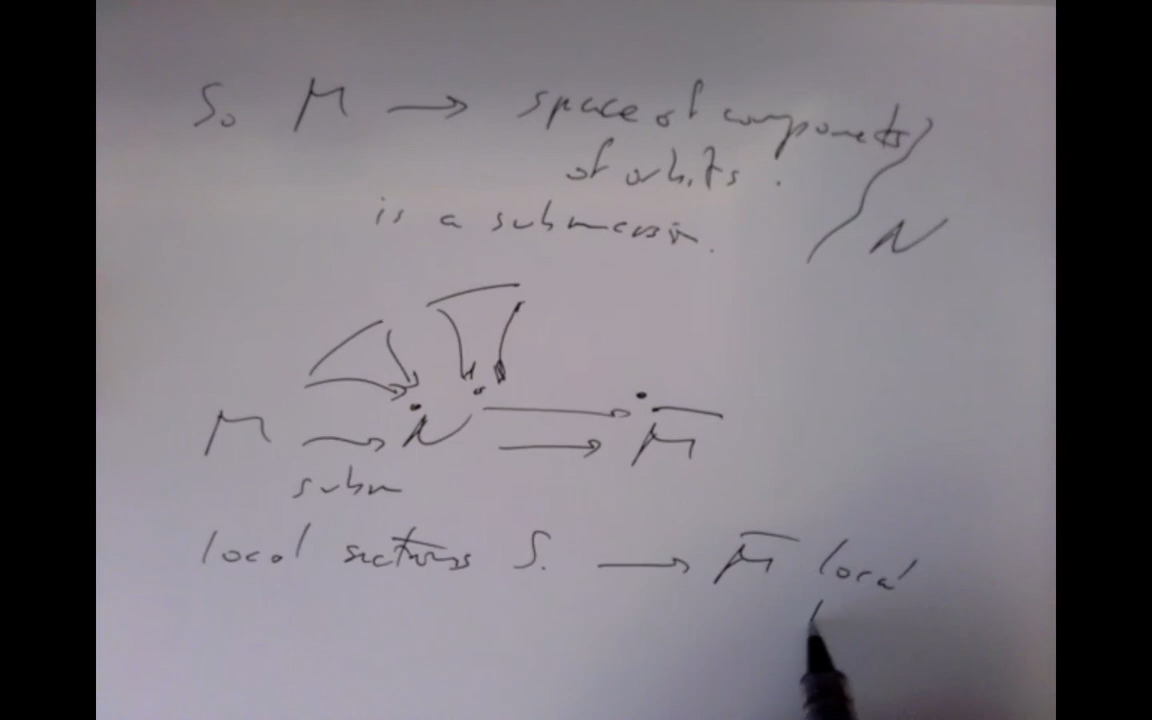 So M → space of components
of orbits.
is a submersion.
N
M → N → M̅
subm
local sections S. → M̅ local